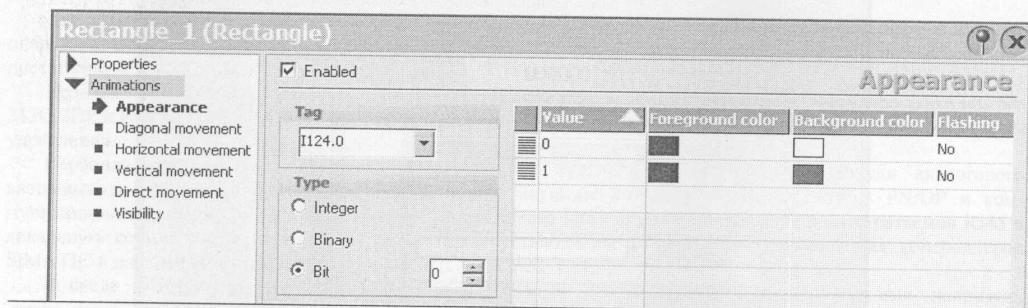 Rectangle_1 (Rectangle)
Properties
Animations
Appearance
Diagonal movement
Horizontal movement
Vertical movement
Direct movement
Visibility
Enabled
Appearance
Tag
I124.0
Type
Integer
Binary
Bit
0
Value Foreground color Background color Flashing
0 No
1 No